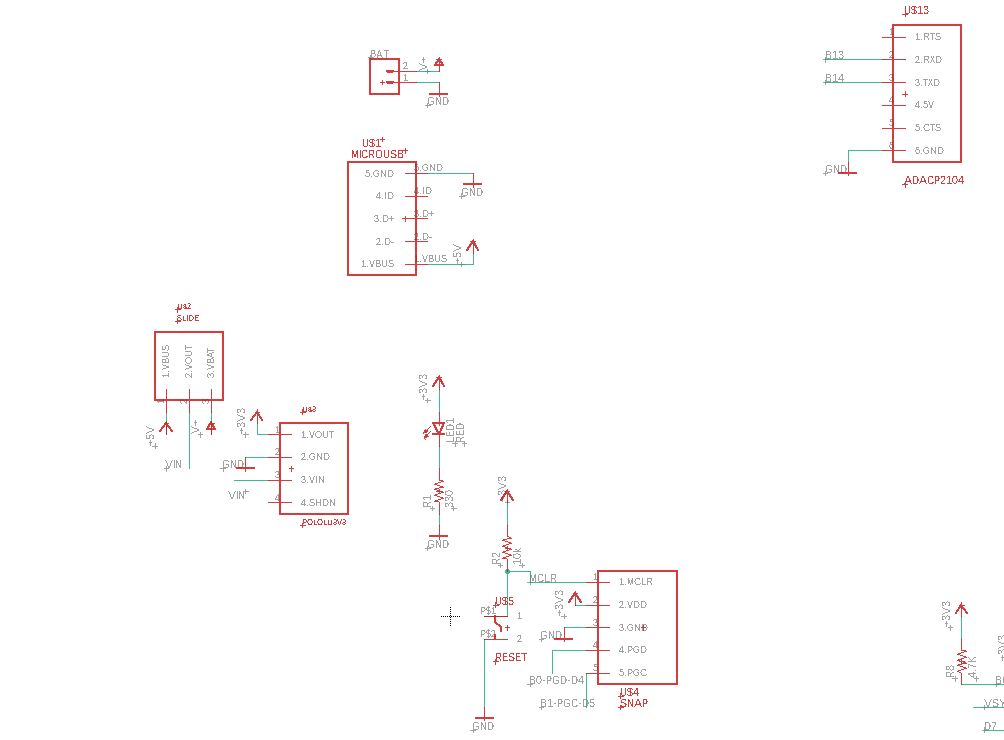 U$13
1 1.RTS
B13 2 2.RXD
B14 3 3.TXD
4 4.5V
5 5.CTS
6 6.GND
GND
ADACP2104
BAT
2 V+
1
GND
U$1
MICROUSB
5.GND 5.GND
GND
4.ID 4.ID
3.D+ 3.D+
2.D- 2.D-
+5V
1.VBUS 1.VBUS
U$2
SLIDE
1.VBUS 2.VOUT 3.VBAT
1 2 3
+5V VIN V+
U$3
+3V3
1 1.VOUT
2 2.GND
GND
3 3.VIN
VIN
4 4.SHDN
POLOLU3V3
+3V3
LED1
RED
R1
330
GND
3V3
R2
10k
MCLR 1 1.MCLR
+3V3 2 2.VDD
GND 3 3.GND
4 4.PGD
B0-PGD-D4
5 5.PGC
B1-PGC-D5
U$4
SNAP
U$5
P$1 1
P$2 2
RESET
GND
+3V3
R8
4.7K
+3V3
D7